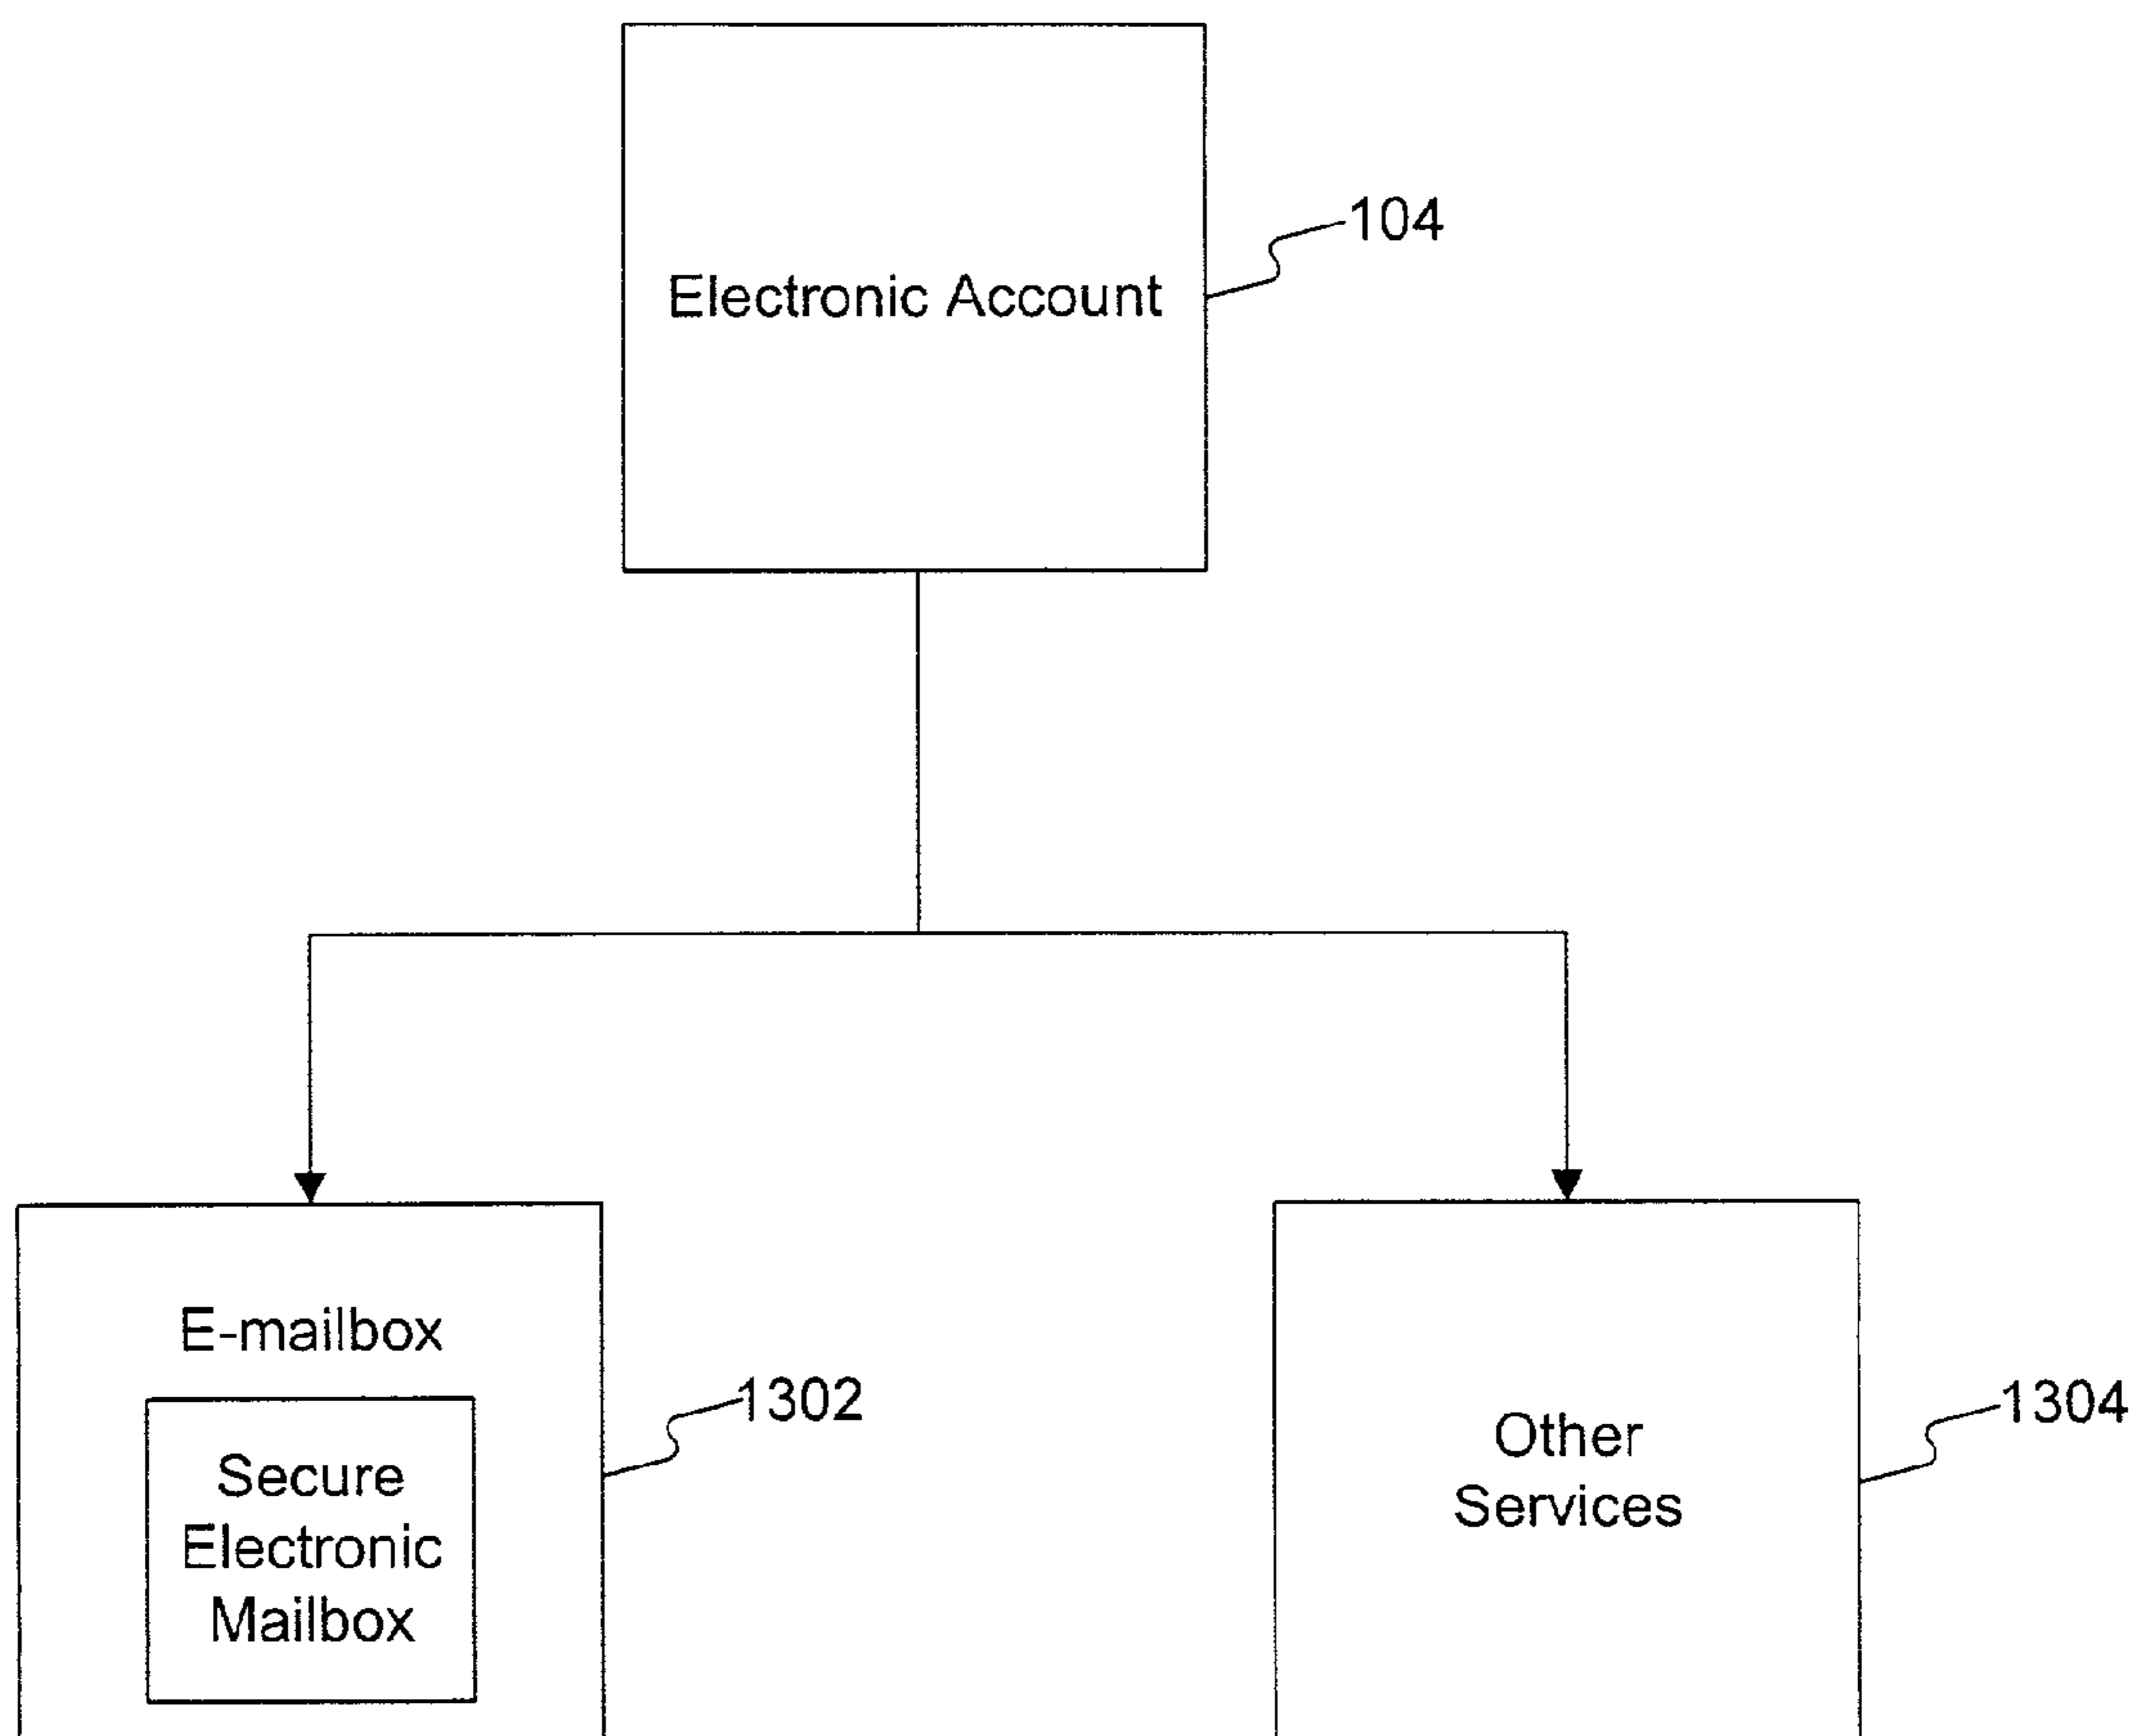 104
Electronic Account
E-mailbox
1302
Secure
Electronic
Mailbox
1304
Other
Services